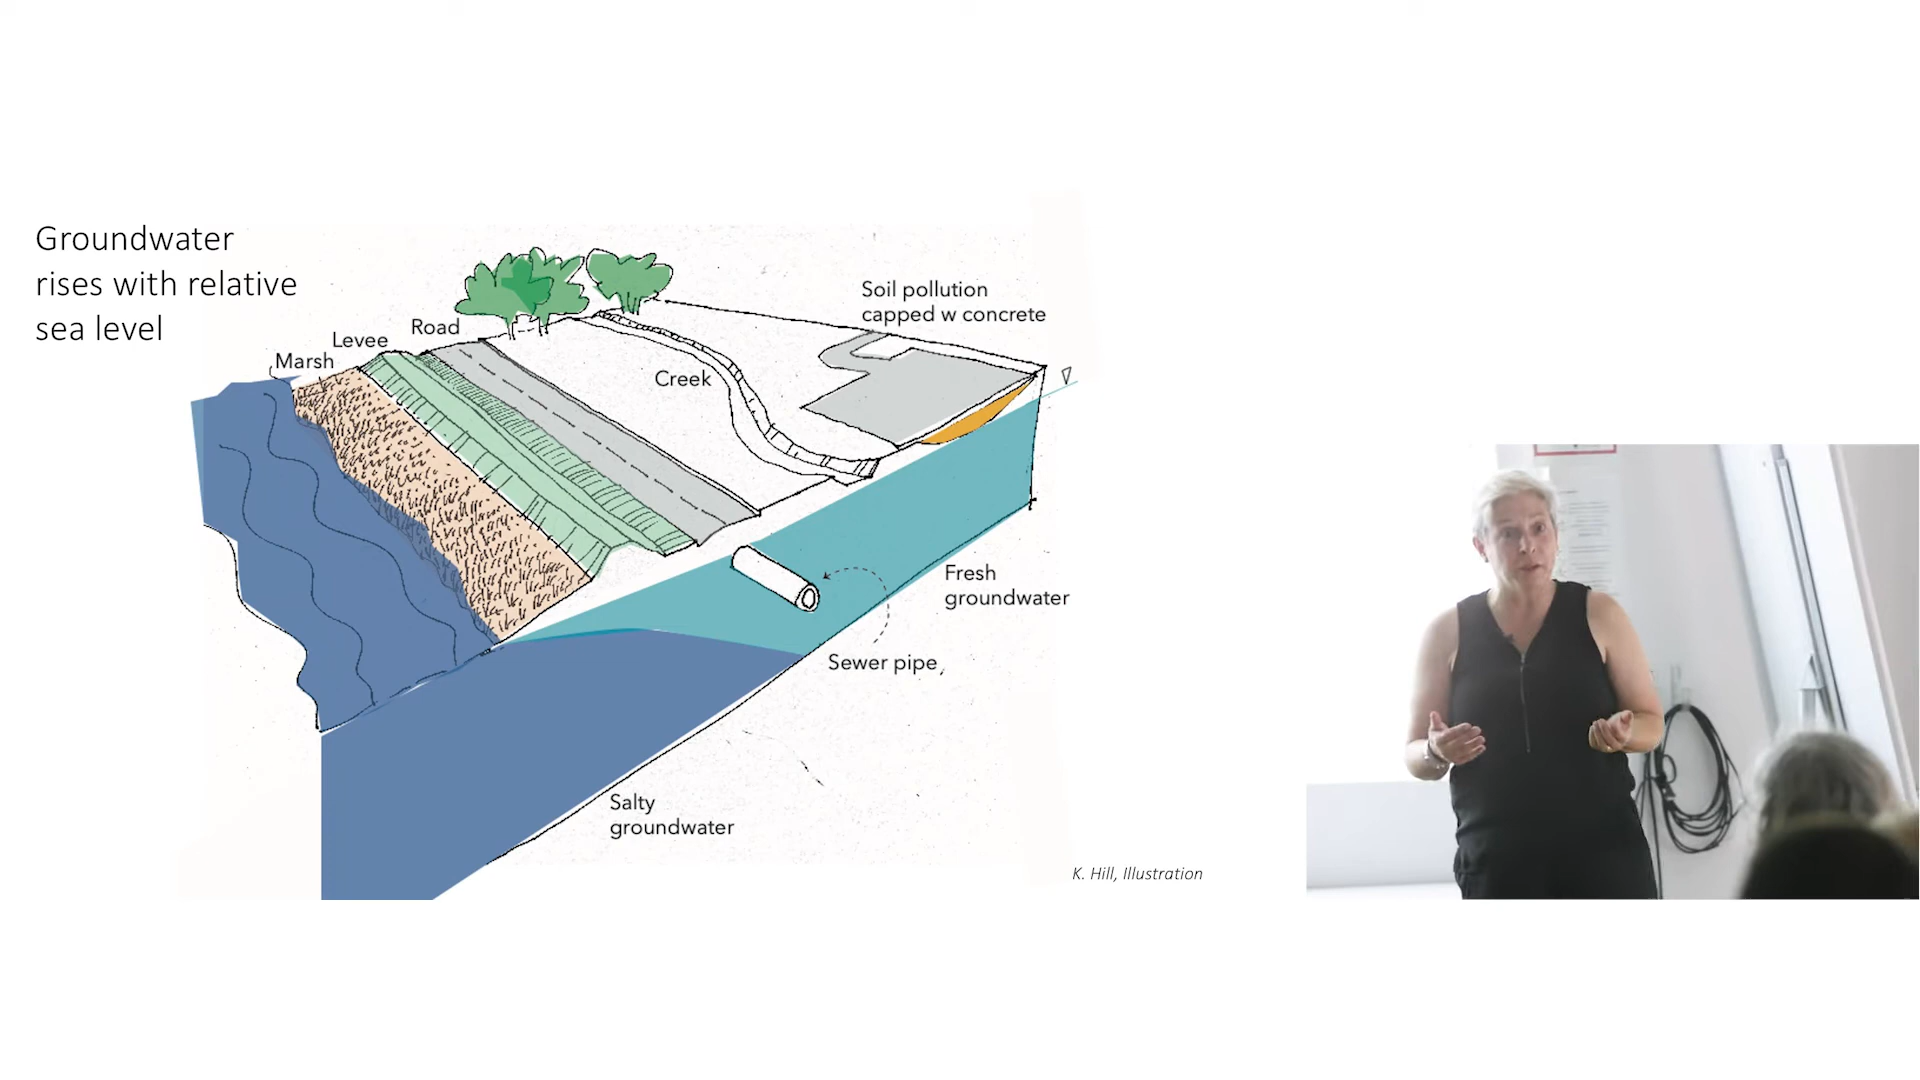 Groundwater
rises with relative
sea level
Marsh
Levee
Road
Creek
Soil pollution
capped w concrete
Fresh
groundwater
Sewer pipe
Salty
groundwater
K. Hill, Illustration